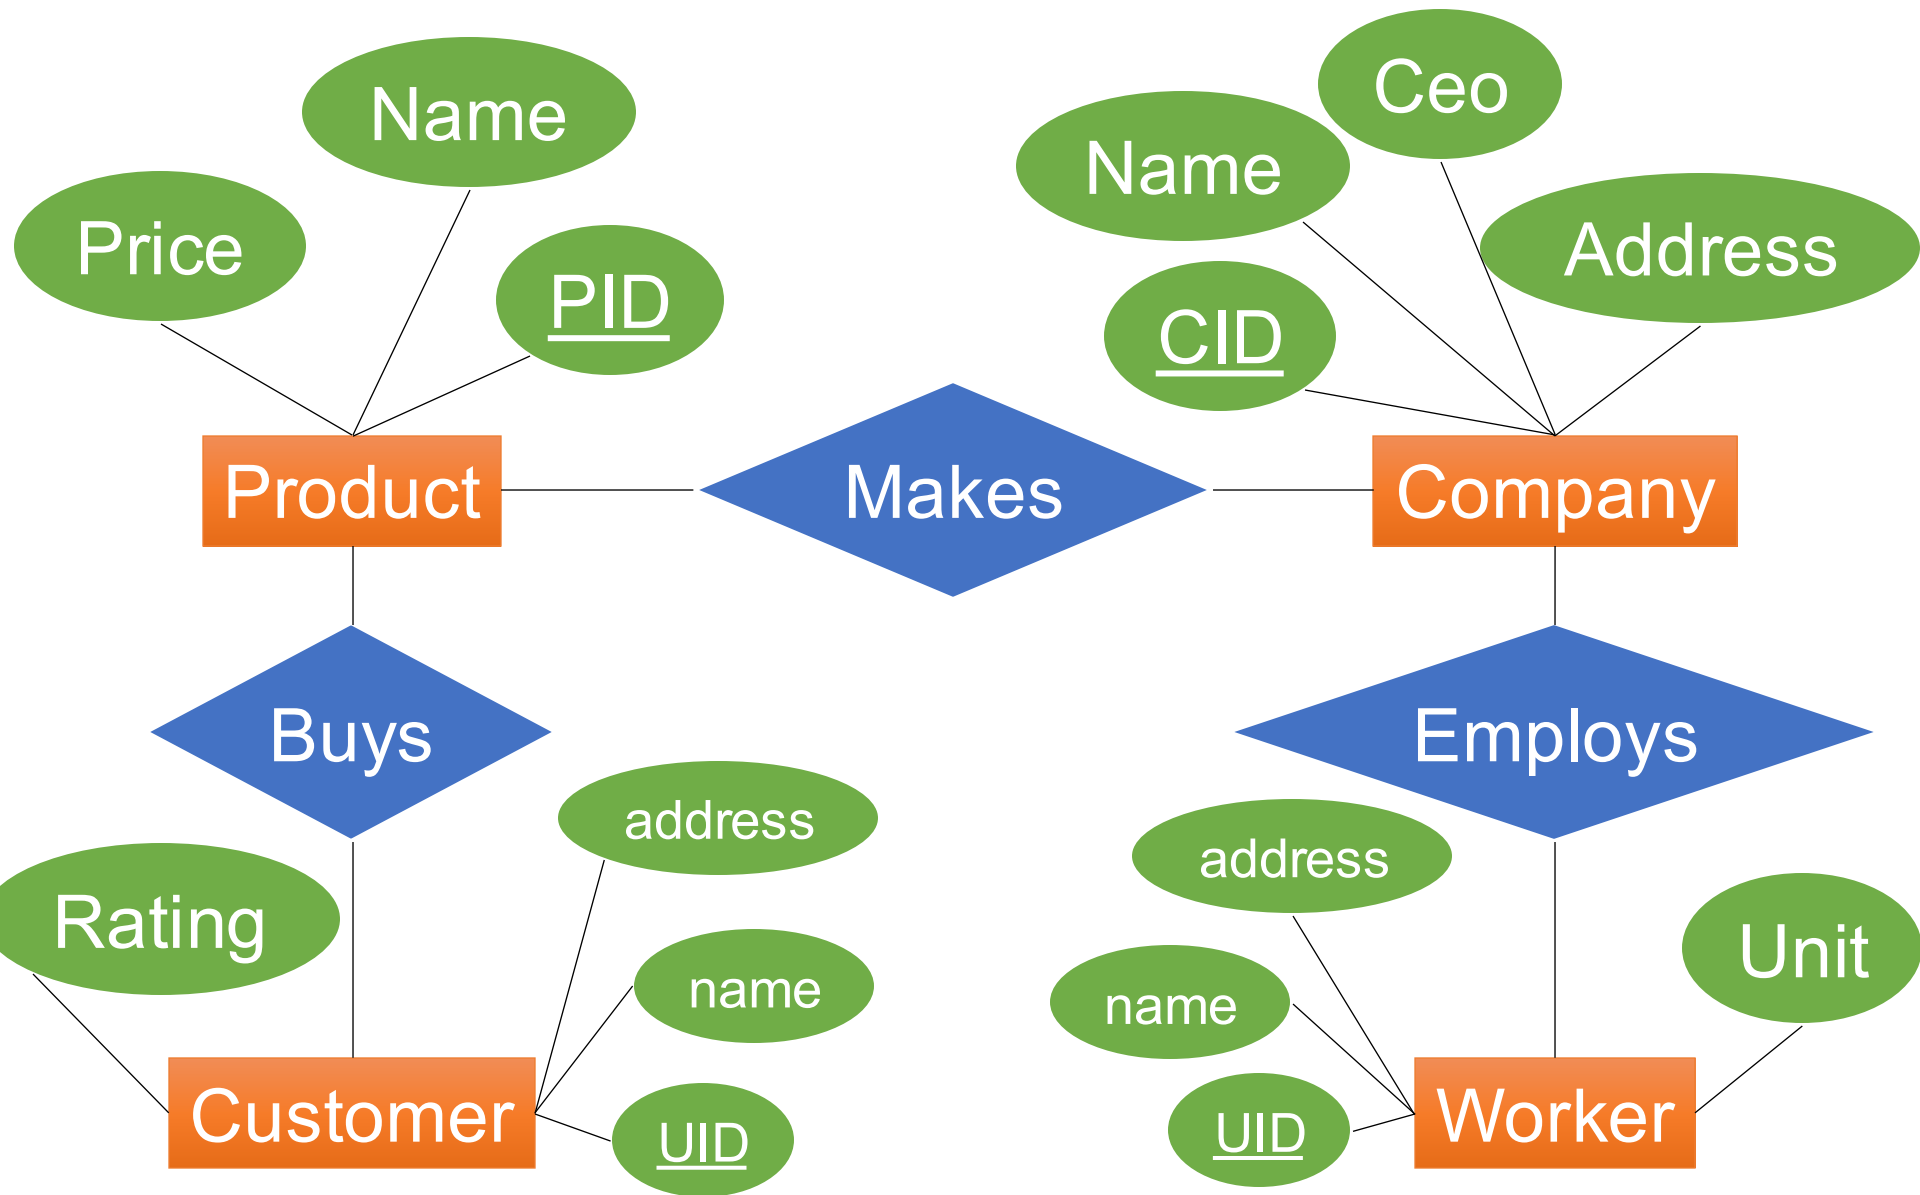 Ceo
Name
Name
Price
Address
PID
CID
Product
Makes
Company
Buys
Employs
address
address
Rating
name
Unit
name
Customer
UID
UID
Worker